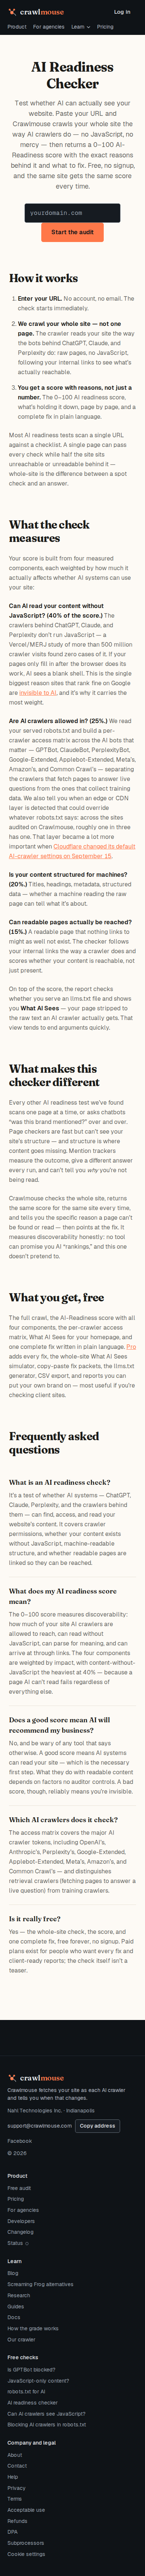 crawlmouse
Log in
Product
For agencies
Learn
Pricing
AI Readiness
Checker
Test whether AI can actually see your
website. Paste your URL and
Crawlmouse crawls your whole site the
way AI crawlers do — no JavaScript, no
mercy — then returns a 0–100 AI-
Readiness score with the exact reasons
behind it and what to fix. Free, no signup,
and the same site gets the same score
every time.
yourdomain.com
Start the audit
How it works
1. Enter your URL. No account, no email. The
check starts immediately.
2. We crawl your whole site — not one
page. The crawler reads your site the way
the bots behind ChatGPT, Claude, and
Perplexity do: raw pages, no JavaScript,
following your internal links to find what's
really reachable.
3. You get a score with reasons, not just a
number. The 0–100 AI readiness score,
what's holding it down, page by page, and a
complete fix plan in plain language.
Most AI readiness tests scan a single URL
against a checklist. A single page can pass
every check while half the site sits
unreachable or unreadable behind it —
whole-site is the difference between a spot
check and an answer.
What the check
measures
Your score is built from four measured
components, each weighted by how much it
actually affects whether AI systems can use
your site:
Can AI read your content without
JavaScript? (40% of the score.) The
crawlers behind ChatGPT, Claude, and
Perplexity don't run JavaScript — a
Vercel/MERJ study of more than 500 million
crawler visits found zero cases of it. If your
pages only fill in after the browser does its
work, AI sees a blank shell. This is the single
biggest reason sites that rank fine on Google
are invisible to AI, and it's why it carries the
most weight.
Are AI crawlers allowed in? (25%.) We read
your served robots.txt and build a per-
crawler access matrix across the AI bots that
matter — GPTBot, ClaudeBot, PerplexityBot,
Google-Extended, Applebot-Extended, Meta's,
Amazon's, and Common Crawl's — separating
the crawlers that fetch pages to answer live
questions from the ones that collect training
data. We also tell you when an edge or CDN
layer is detected that could override
whatever robots.txt says: across the sites
audited on Crawlmouse, roughly one in three
has one. That layer became a lot more
important when Cloudflare changed its default
AI-crawler settings on September 15.
Is your content structured for machines?
(20%.) Titles, headings, metadata, structured
data — whether a machine reading the raw
page can tell what it's about.
Can readable pages actually be reached?
(15%.) A readable page that nothing links to
might as well not exist. The checker follows
your internal links the way a crawler does and
scores whether your content is reachable, not
just present.
On top of the score, the report checks
whether you serve an llms.txt file and shows
you What AI Sees — your page stripped to
the view the raw text an AI crawler actually gets. That
view tends to end arguments quickly.
What makes this
checker different
Every other AI readiness test we've found
scans one page at a time, or asks chatbots
“was this brand mentioned?” over and over.
Page checkers are fast but can't see your
site's structure — and structure is where
content goes missing. Mention trackers
measure the outcome, give a different answer
every run, and can't tell you why you're not
being read.
Crawlmouse checks the whole site, returns
the same score for the same site every time,
and tells you the specific reason a page can't
be found or read — then points at the fix. It
measures discoverability honestly: no tool
can promise you AI “rankings,” and this one
doesn't pretend to.
What you get, free
The full crawl, the AI-Readiness score with all
four components, the per-crawler access
matrix, What AI Sees for your homepage, and
one complete fix written in plain language. Pro
adds every fix, the whole-site What AI Sees
simulator, copy-paste fix packets, the llms.txt
generator, CSV export, and reports you can
put your own brand on — most useful if you're
checking client sites.
Frequently asked
questions
What is an AI readiness check?
It's a test of whether AI systems — ChatGPT,
Claude, Perplexity, and the crawlers behind
them — can find, access, and read your
website's content. It covers crawler
permissions, whether your content exists
without JavaScript, machine-readable
structure, and whether readable pages are
linked so they can be reached.
What does my AI readiness score
mean?
The 0–100 score measures discoverability:
how much of your site AI crawlers are
allowed to reach, can read without
JavaScript, can parse for meaning, and can
arrive at through links. The four components
are weighted by impact, with content-without-
JavaScript the heaviest at 40% — because a
page AI can't read fails regardless of
everything else.
Does a good score mean AI will
recommend my business?
No, and be wary of any tool that says
otherwise. A good score means AI systems
can read your site — which is the necessary
first step. What they do with readable content
depends on factors no auditor controls. A bad
score, though, reliably means you're invisible.
Which AI crawlers does it check?
The access matrix covers the major AI
crawler tokens, including OpenAI's,
Anthropic's, Perplexity's, Google-Extended,
Applebot-Extended, Meta's, Amazon's, and
Common Crawl's — and distinguishes
retrieval crawlers (fetching pages to answer a
live question) from training crawlers.
Is it really free?
Yes — the whole-site check, the score, and
one complete fix, free forever, no signup. Paid
plans exist for people who want every fix and
client-ready reports; the check itself isn't a
teaser.
crawlmouse
Crawlmouse fetches your site as each AI crawler
and tells you when that changes.
Nahl Technologies Inc. · Indianapolis
support@crawlmouse.com
Copy address
Facebook
© 2026
Product
Free audit
Pricing
For agencies
Developers
Changelog
Status
Learn
Blog
Screaming Frog alternatives
Research
Guides
Docs
How the grade works
Our crawler
Free checks
Is GPTBot blocked?
JavaScript-only content?
robots.txt for AI
AI readiness checker
Can AI crawlers see JavaScript?
Blocking AI crawlers in robots.txt
Company and legal
About
Contact
Help
Privacy
Terms
Acceptable use
Refunds
DPA
Subprocessors
Cookie settings